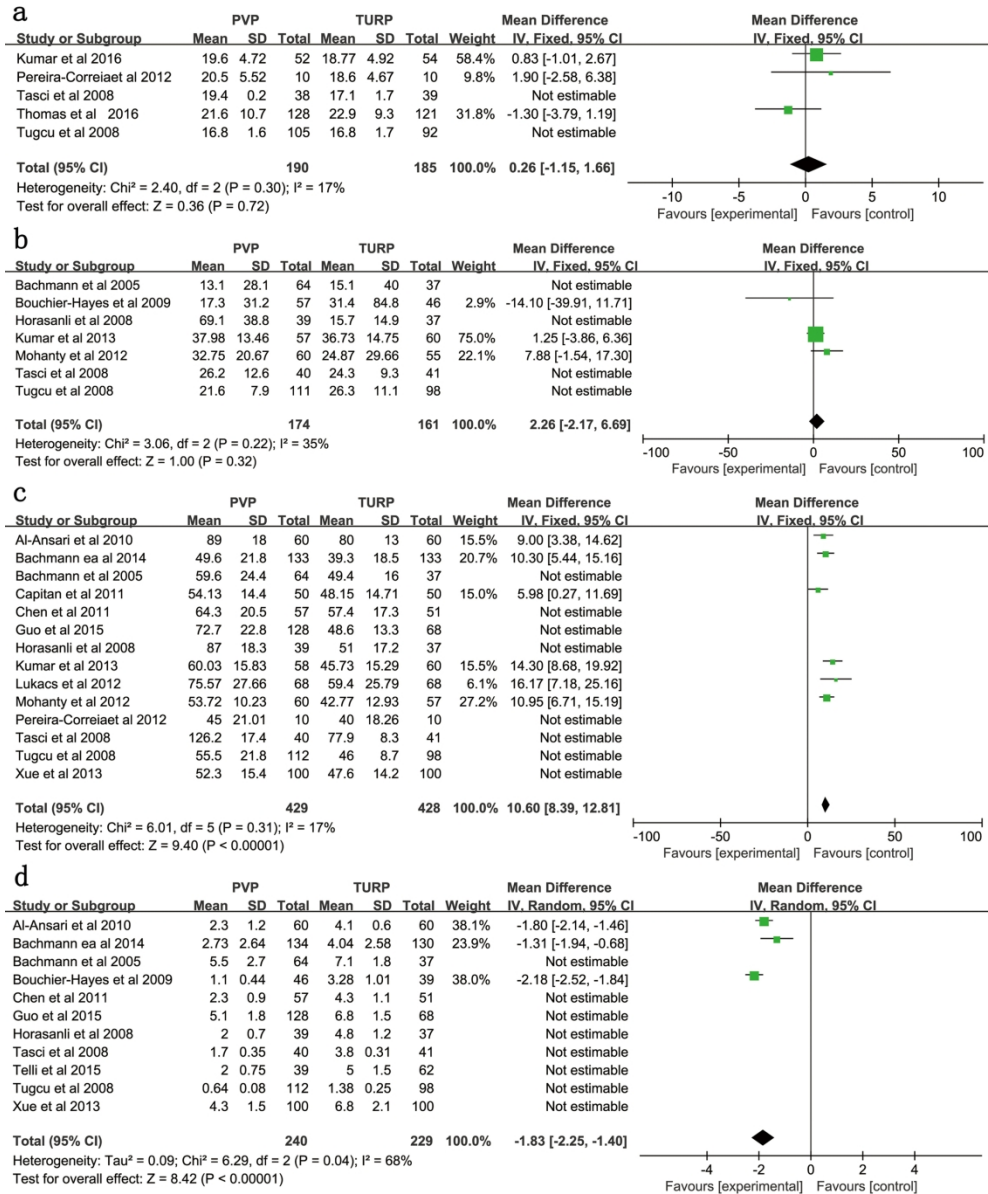 a
PVP TURP Mean Difference Mean Difference
Study or Subgroup Mean SD Total Mean SD Total Weight IV, Fixed, 95% CI IV, Fixed, 95% CI
Kumar et al 2016 19.6 4.72 52 18.77 4.92 54 58.4% 0.83 [-1.01, 2.67]
Pereira-Correiaet al 2012 20.5 5.52 10 18.6 4.67 10 9.8% 1.90 [-2.58, 6.38]
Tasci et al 2008 19.4 0.2 38 17.1 1.7 39 Not estimable
Thomas et al 2016 21.6 10.7 128 22.9 9.3 121 31.8% -1.30 [-3.79, 1.19]
Tugcu et al 2008 16.8 1.6 105 16.8 1.7 92 Not estimable
Total (95% CI) 190 185 100.0% 0.26 [-1.15, 1.66]
Heterogeneity: Chi² = 2.40, df = 2 (P = 0.30); I² = 17%
Test for overall effect: Z = 0.36 (P = 0.72)
-10 -5 0 5 10
Favours [experimental] Favours [control]
b
PVP TURP Mean Difference Mean Difference
Study or Subgroup Mean SD Total Mean SD Total Weight IV, Fixed, 95% CI IV, Fixed, 95% CI
Bachmann et al 2005 13.1 28.1 64 15.1 40 37 Not estimable
Bouchier-Hayes et al 2009 17.3 31.2 57 31.4 84.8 46 2.9% -14.10 [-39.91, 11.71]
Horasanli et al 2008 69.1 38.8 39 15.7 14.9 37 Not estimable
Kumar et al 2013 37.98 13.46 57 36.73 14.75 60 75.0% 1.25 [-3.86, 6.36]
Mohanty et al 2012 32.75 20.67 60 24.87 29.66 55 22.1% 7.88 [-1.54, 17.30]
Tasci et al 2008 26.2 12.6 40 24.3 9.3 41 Not estimable
Tugcu et al 2008 21.6 7.9 111 26.3 11.1 98 Not estimable
Total (95% CI) 174 161 100.0% 2.26 [-2.17, 6.69]
Heterogeneity: Chi² = 3.06, df = 2 (P = 0.22); I² = 35%
Test for overall effect: Z = 1.00 (P = 0.32)
-100 -50 0 50 100
Favours [experimental] Favours [control]
c
PVP TURP Mean Difference Mean Difference
Study or Subgroup Mean SD Total Mean SD Total Weight IV, Fixed, 95% CI IV, Fixed, 95% CI
Al-Ansari et al 2010 89 18 60 80 13 60 15.5% 9.00 [3.38, 14.62]
Bachmann ea 2014 49.6 21.8 133 39.3 18.5 133 20.7% 10.30 [5.44, 15.16]
Bachmann et al 2005 59.6 24.4 64 49.4 16 37 Not estimable
Capitan et al 2011 54.13 14.4 50 48.15 14.71 50 15.0% 5.98 [0.27, 11.69]
Chen et al 2011 64.3 20.5 57 57.4 17.3 51 Not estimable
Guo et al 2015 72.7 22.8 128 48.6 13.3 68 Not estimable
Horasanli et al 2008 87 18.3 39 51 17.2 37 Not estimable
Kumar et al 2013 60.03 15.83 58 45.73 15.29 60 15.5% 14.30 [8.68, 19.92]
Lukacs et al 2012 75.57 27.66 68 59.4 25.79 68 6.1% 16.17 [7.18, 25.16]
Mohanty et al 2012 53.72 10.23 60 42.77 12.93 57 27.2% 10.95 [6.71, 15.19]
Pereira-Correiaet al 2012 45 21.01 10 40 18.26 10 Not estimable
Tasci et al 2008 126.2 17.4 40 77.9 8.3 41 Not estimable
Tugcu et al 2008 55.5 21.8 112 46 8.7 98 Not estimable
Xue et al 2013 52.3 15.4 100 47.6 14.2 100 Not estimable
Total (95% CI) 429 428 100.0% 10.60 [8.39, 12.81]
Heterogeneity: Chi² = 6.01, df = 5 (P = 0.31); I² = 17%
Test for overall effect: Z = 9.40 (P < 0.00001)
-100 -50 0 50 100
Favours [experimental] Favours [control]
d
PVP TURP Mean Difference Mean Difference
Study or Subgroup Mean SD Total Mean SD Total Weight IV, Random, 95% CI IV, Random, 95% CI
Al-Ansari et al 2010 2.3 1.2 60 4.1 0.6 60 38.1% -1.80 [-2.14, -1.46]
Bachmann ea 2014 2.73 2.64 134 4.04 2.58 130 23.9% -1.31 [-1.94, -0.68]
Bachmann et al 2005 5.5 2.7 64 7.1 1.8 37 Not estimable
Bouchier-Hayes et al 2009 1.1 0.44 46 3.28 1.01 39 38.0% -2.18 [-2.52, -1.84]
Chen et al 2011 2.3 0.9 57 4.3 1.1 51 Not estimable
Guo et al 2015 5.1 1.8 128 6.8 1.5 68 Not estimable
Horasanli et al 2008 2 0.7 39 4.8 1.2 37 Not estimable
Tasci et al 2008 1.7 0.35 40 3.8 0.31 41 Not estimable
Telli et al 2015 2 0.75 39 5 1.5 62 Not estimable
Tugcu et al 2008 0.64 0.08 112 1.38 0.25 98 Not estimable
Xue et al 2013 4.3 1.5 100 6.8 2.1 100 Not estimable
Total (95% CI) 240 229 100.0% -1.83 [-2.25, -1.40]
Heterogeneity: Tau² = 0.09; Chi² = 6.29, df = 2 (P = 0.04); I² = 68%
Test for overall effect: Z = 8.42 (P < 0.00001)
-4 -2 0 2 4
Favours [experimental] Favours [control]